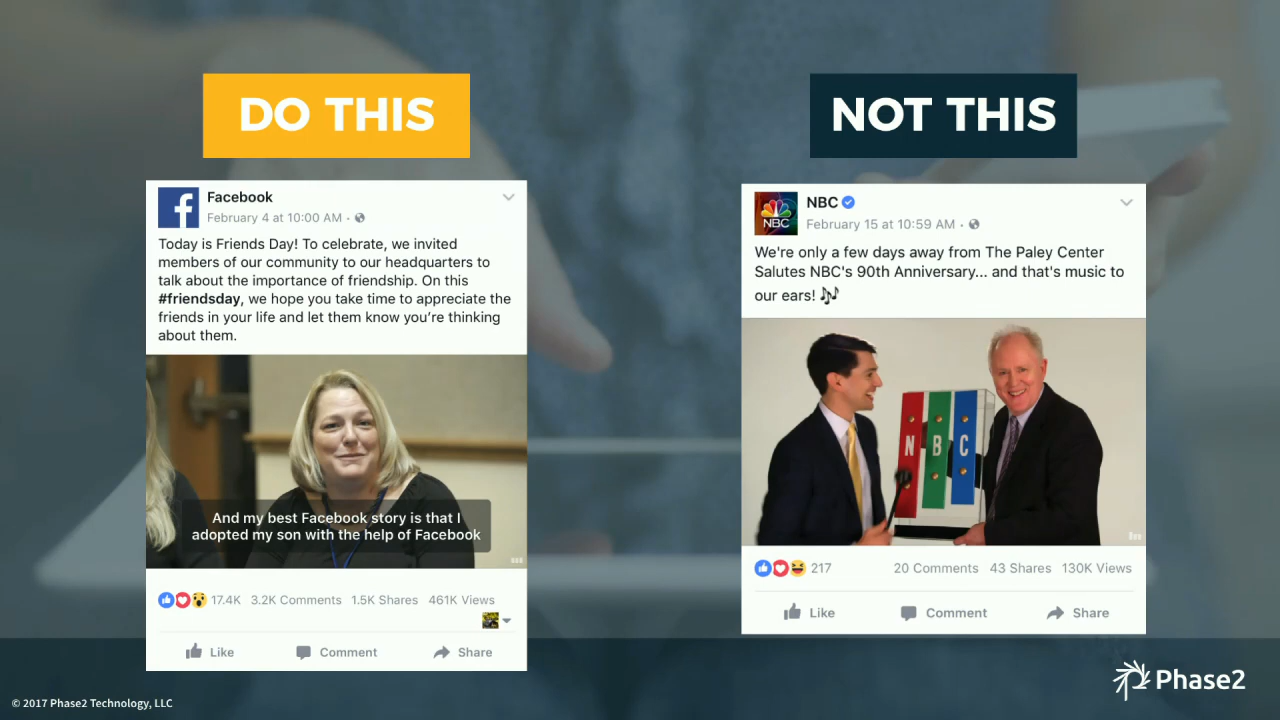 DO THIS
NOT THIS
Facebook
February 4 at 10:00 AM ·
Today is Friends Day! To celebrate, we invited
members of our community to our headquarters to
talk about the importance of friendship. On this
#friendsday, we hope you take time to appreciate the
friends in your life and let them know you're thinking
about them.
And my best Facebook story is that I
adopted my son with the help of Facebook
17.4K 3.2K Comments 1.5K Shares 461K Views
Like Comment Share
NBC
February 15 at 10:59 AM ·
NBC
We're only a few days away from The Paley Center
Salutes NBC's 90th Anniversary... and that's music to
our ears! 🎶
N B C
217 20 Comments 43 Shares 130K Views
Like Comment Share
Phase2
© 2017 Phase2 Technology, LLC